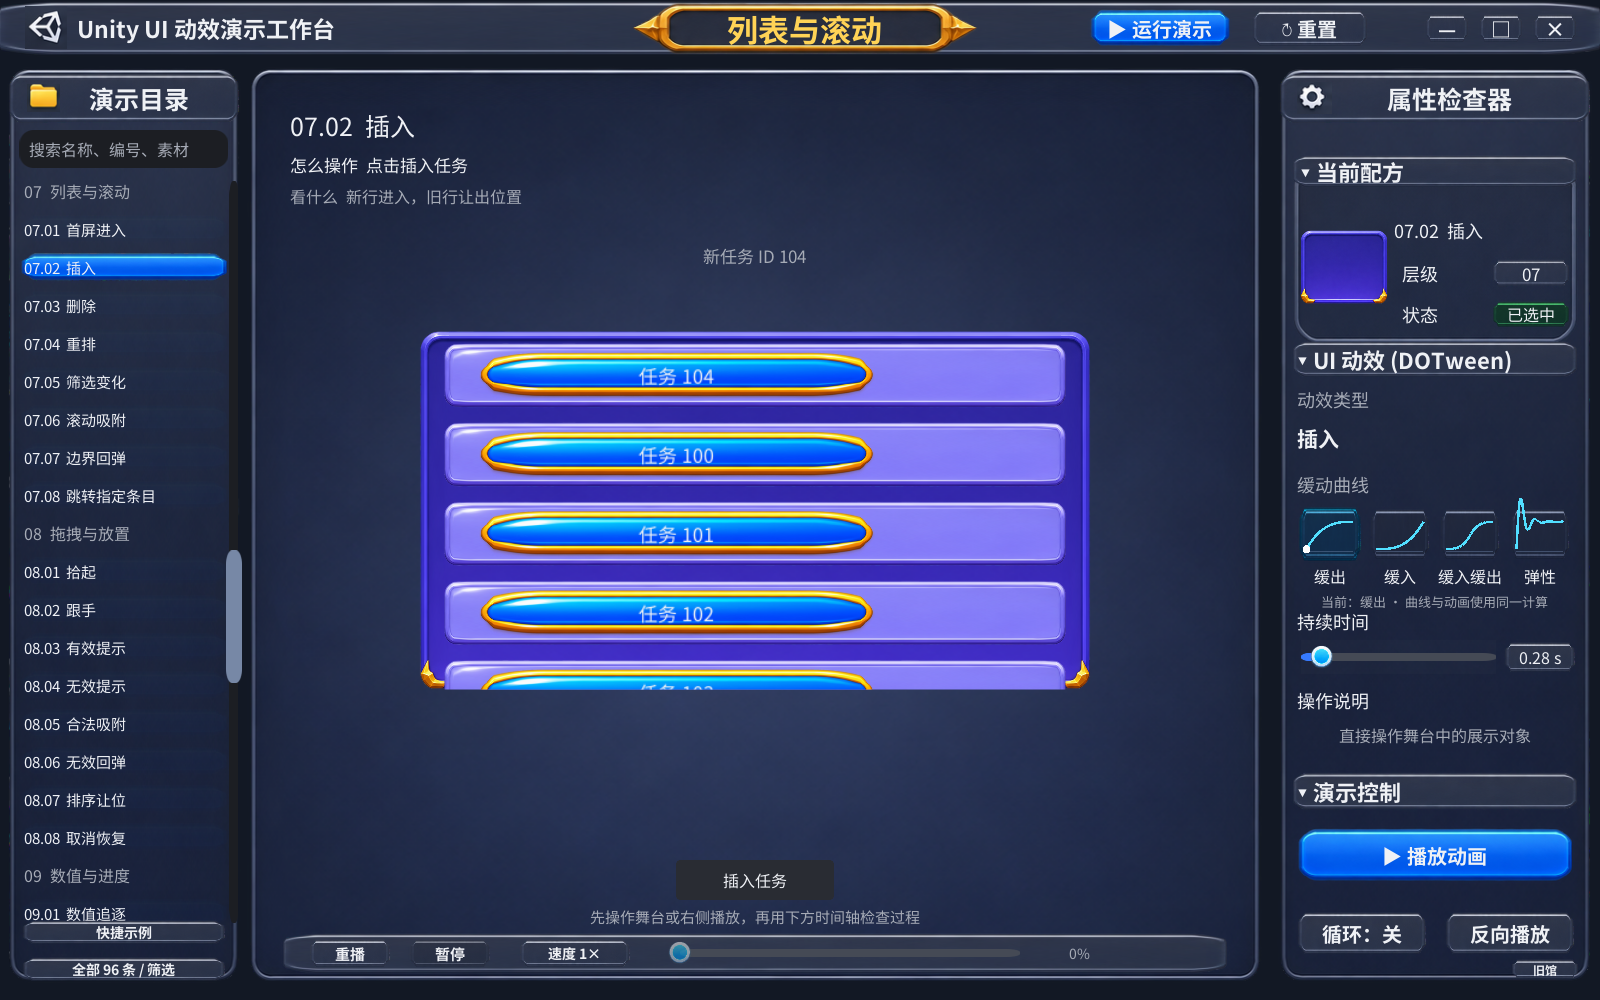 Unity UI 动效演示工作台
列表与滚动
▶ 运行演示
↻ 重置
演示目录
搜索名称、编号、素材
07 列表与滚动
07.01 首屏进入
07.02 插入
07.03 删除
07.04 重排
07.05 筛选变化
07.06 滚动吸附
07.07 边界回弹
07.08 跳转指定条目
08 拖拽与放置
08.01 拾起
08.02 跟手
08.03 有效提示
08.04 无效提示
08.05 合法吸附
08.06 无效回弹
08.07 排序让位
08.08 取消恢复
09 数值与进度
09.01 数值追逐
快捷示例
全部 96 条 / 筛选
07.02 插入
怎么操作 点击插入任务
看什么 新行进入，旧行让出位置
新任务 ID 104
任务 104
任务 100
任务 101
任务 102
任务 103
插入任务
先操作舞台或右侧播放，再用下方时间轴检查过程
重播
暂停
速度 1×
0%
属性检查器
▼ 当前配方
07.02 插入
层级
07
状态
已选中
▼ UI 动效 (DOTween)
动效类型
插入
缓动曲线
缓出
缓入
缓入缓出
弹性
当前：缓出 · 曲线与动画使用同一计算
持续时间
0.28 s
操作说明
直接操作舞台中的展示对象
▼ 演示控制
▶ 播放动画
循环：关
反向播放
旧馆